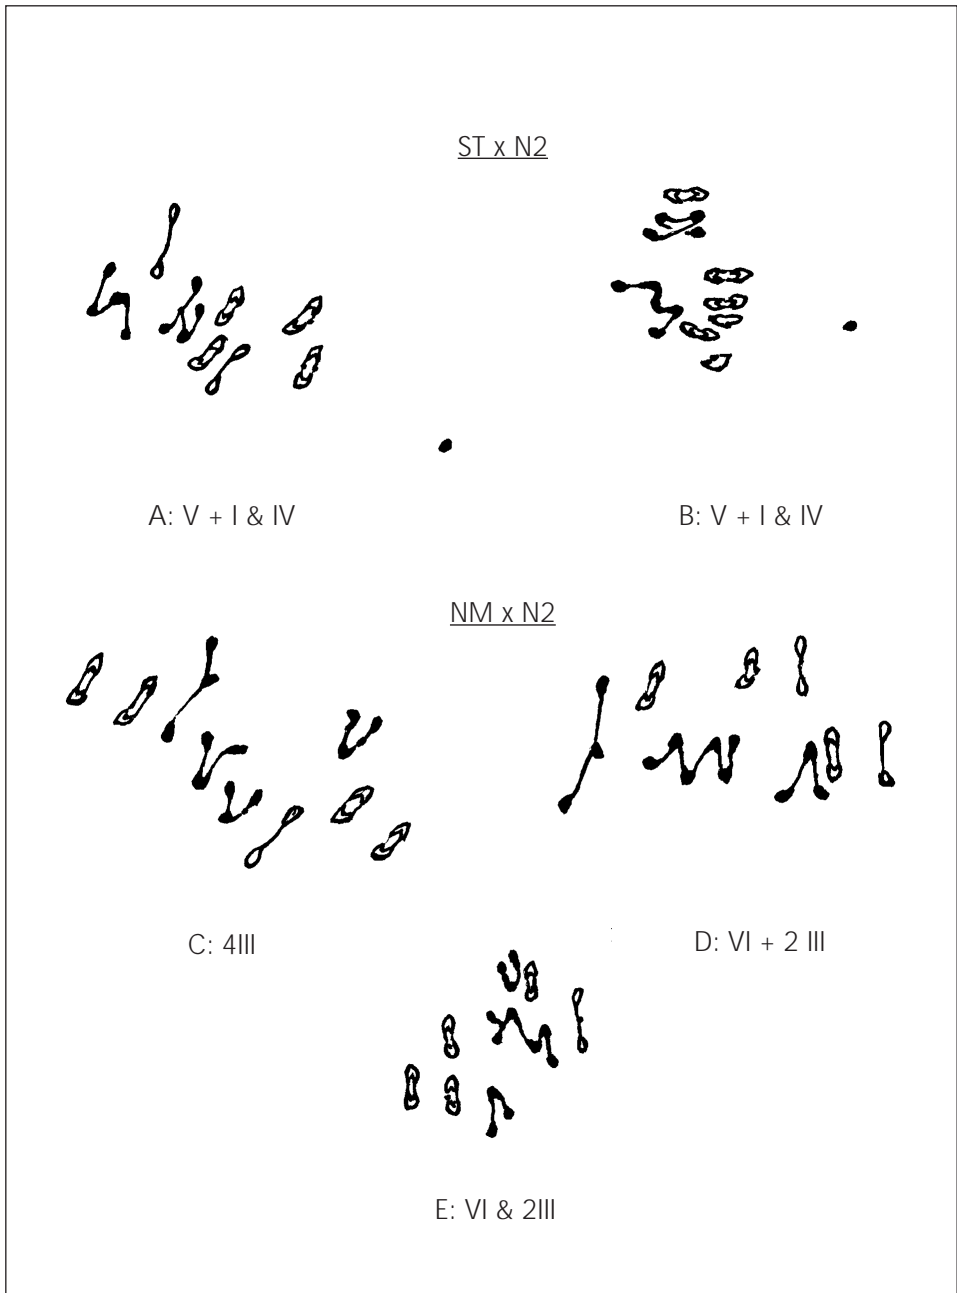 ST x N2
A: V + I & IV
B: V + I & IV
NM x N2
C: 4III
D: VI + 2 III
E: VI & 2III